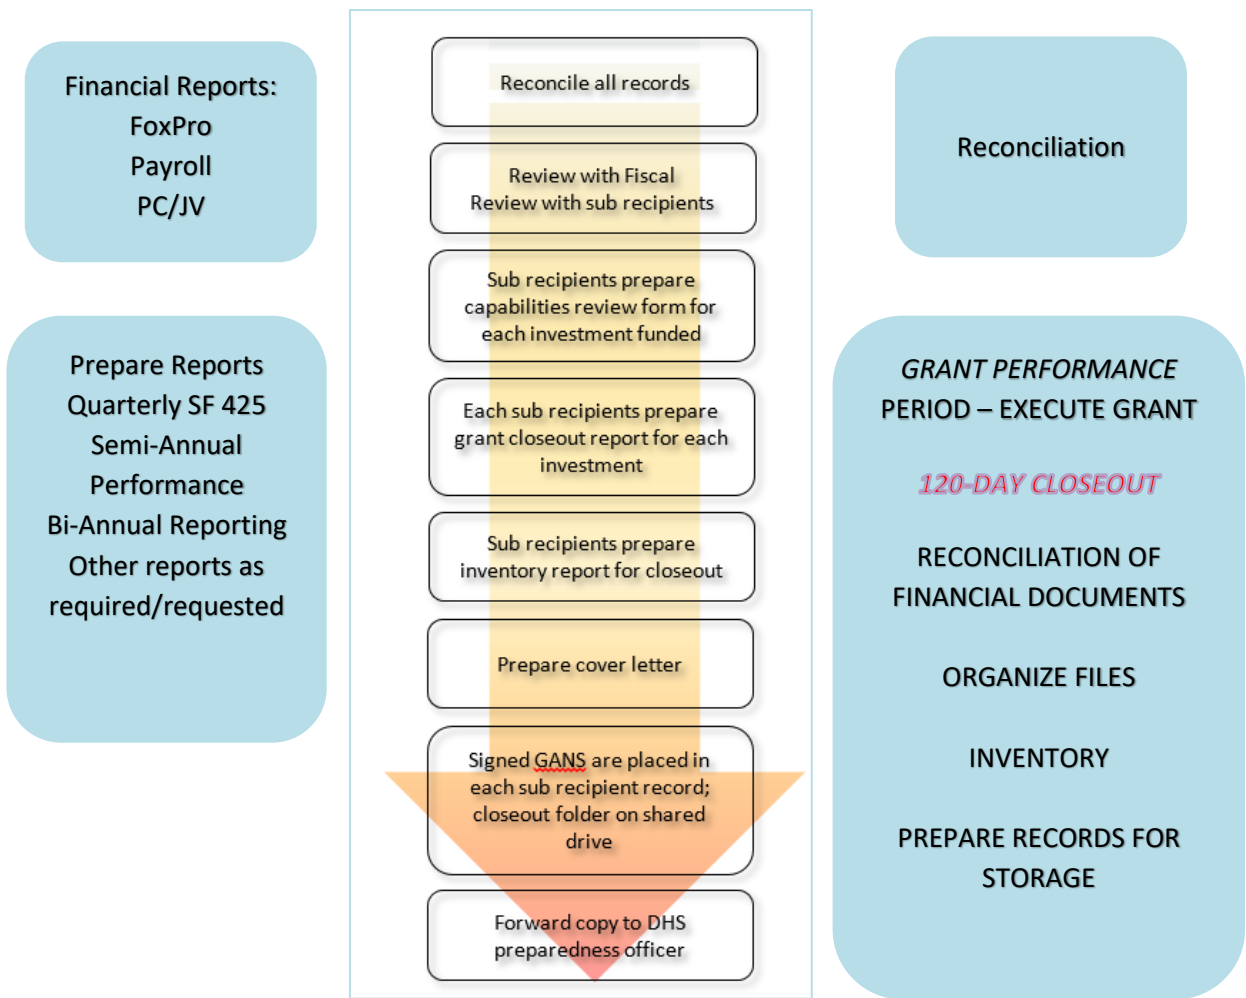 Financial Reports:
FoxPro
Payroll
PC/JV
Prepare Reports
Quarterly SF 425
Semi-Annual
Performance
Bi-Annual Reporting
Other reports as
required/requested
Reconcile all records
Review with Fiscal
Review with sub recipients
Sub recipients prepare
capabilities review form for
each investment funded
Each sub recipients prepare
grant closeout report for each
investment
Sub recipients prepare
inventory report for closeout
Prepare cover letter
Signed GANS are placed in
each sub recipient record;
closeout folder on shared
drive
Forward copy to DHS
preparedness officer
Reconciliation
GRANT PERFORMANCE
PERIOD – EXECUTE GRANT
120-DAY CLOSEOUT
RECONCILIATION OF
FINANCIAL DOCUMENTS
ORGANIZE FILES
INVENTORY
PREPARE RECORDS FOR
STORAGE